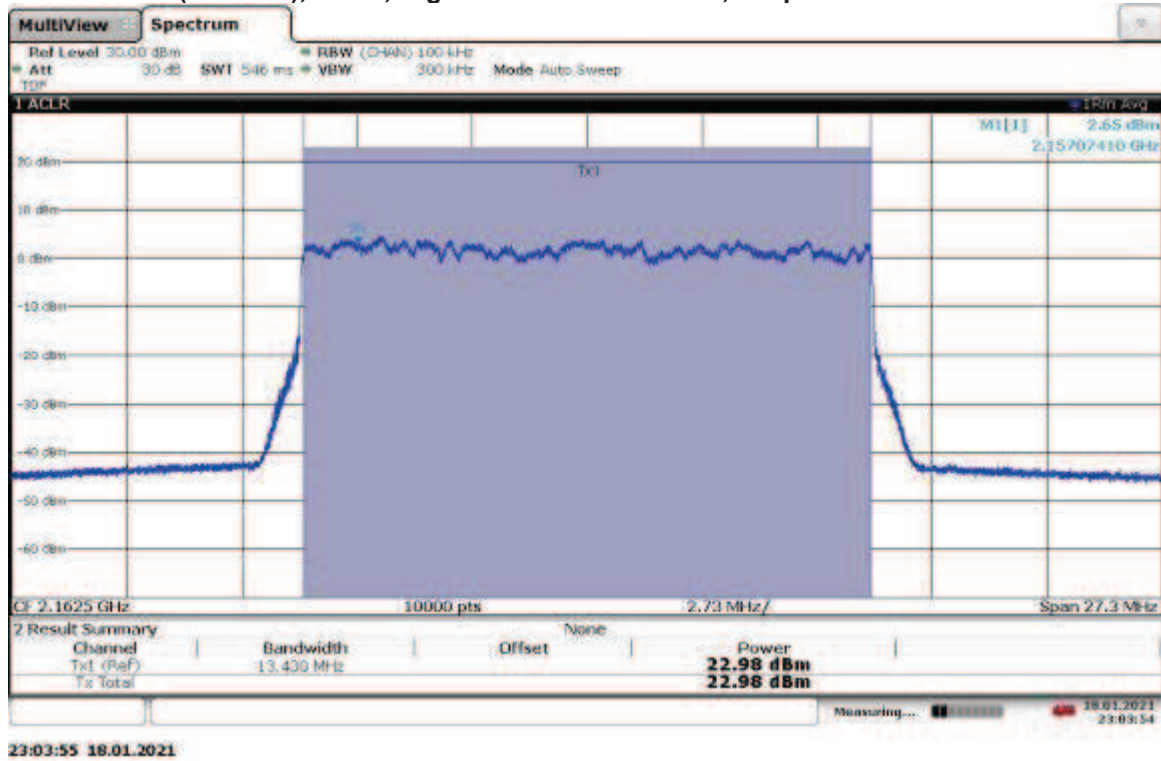 MultiView Spectrum
Ref Level 30.00 dBm RBW (CHAN) 100 kHz
Att 30 dB SWT 546 ms VBW 300 kHz Mode Auto Sweep
TDF
1 ACLR 1Rm Avg
M1[1] 2.65 dBm
2.15707410 GHz
Tx1
20 dBm
10 dBm
0 dBm
-10 dBm
-20 dBm
-30 dBm
-40 dBm
-50 dBm
-60 dBm
CF 2.1625 GHz 10000 pts 2.73 MHz/ Span 27.3 MHz
2 Result Summary None
Channel Bandwidth Offset Power
Tx1 (Ref) 13.430 MHz 22.98 dBm
Tx Total 22.98 dBm
Measuring... 18.01.2021
23:03:54
23:03:55 18.01.2021